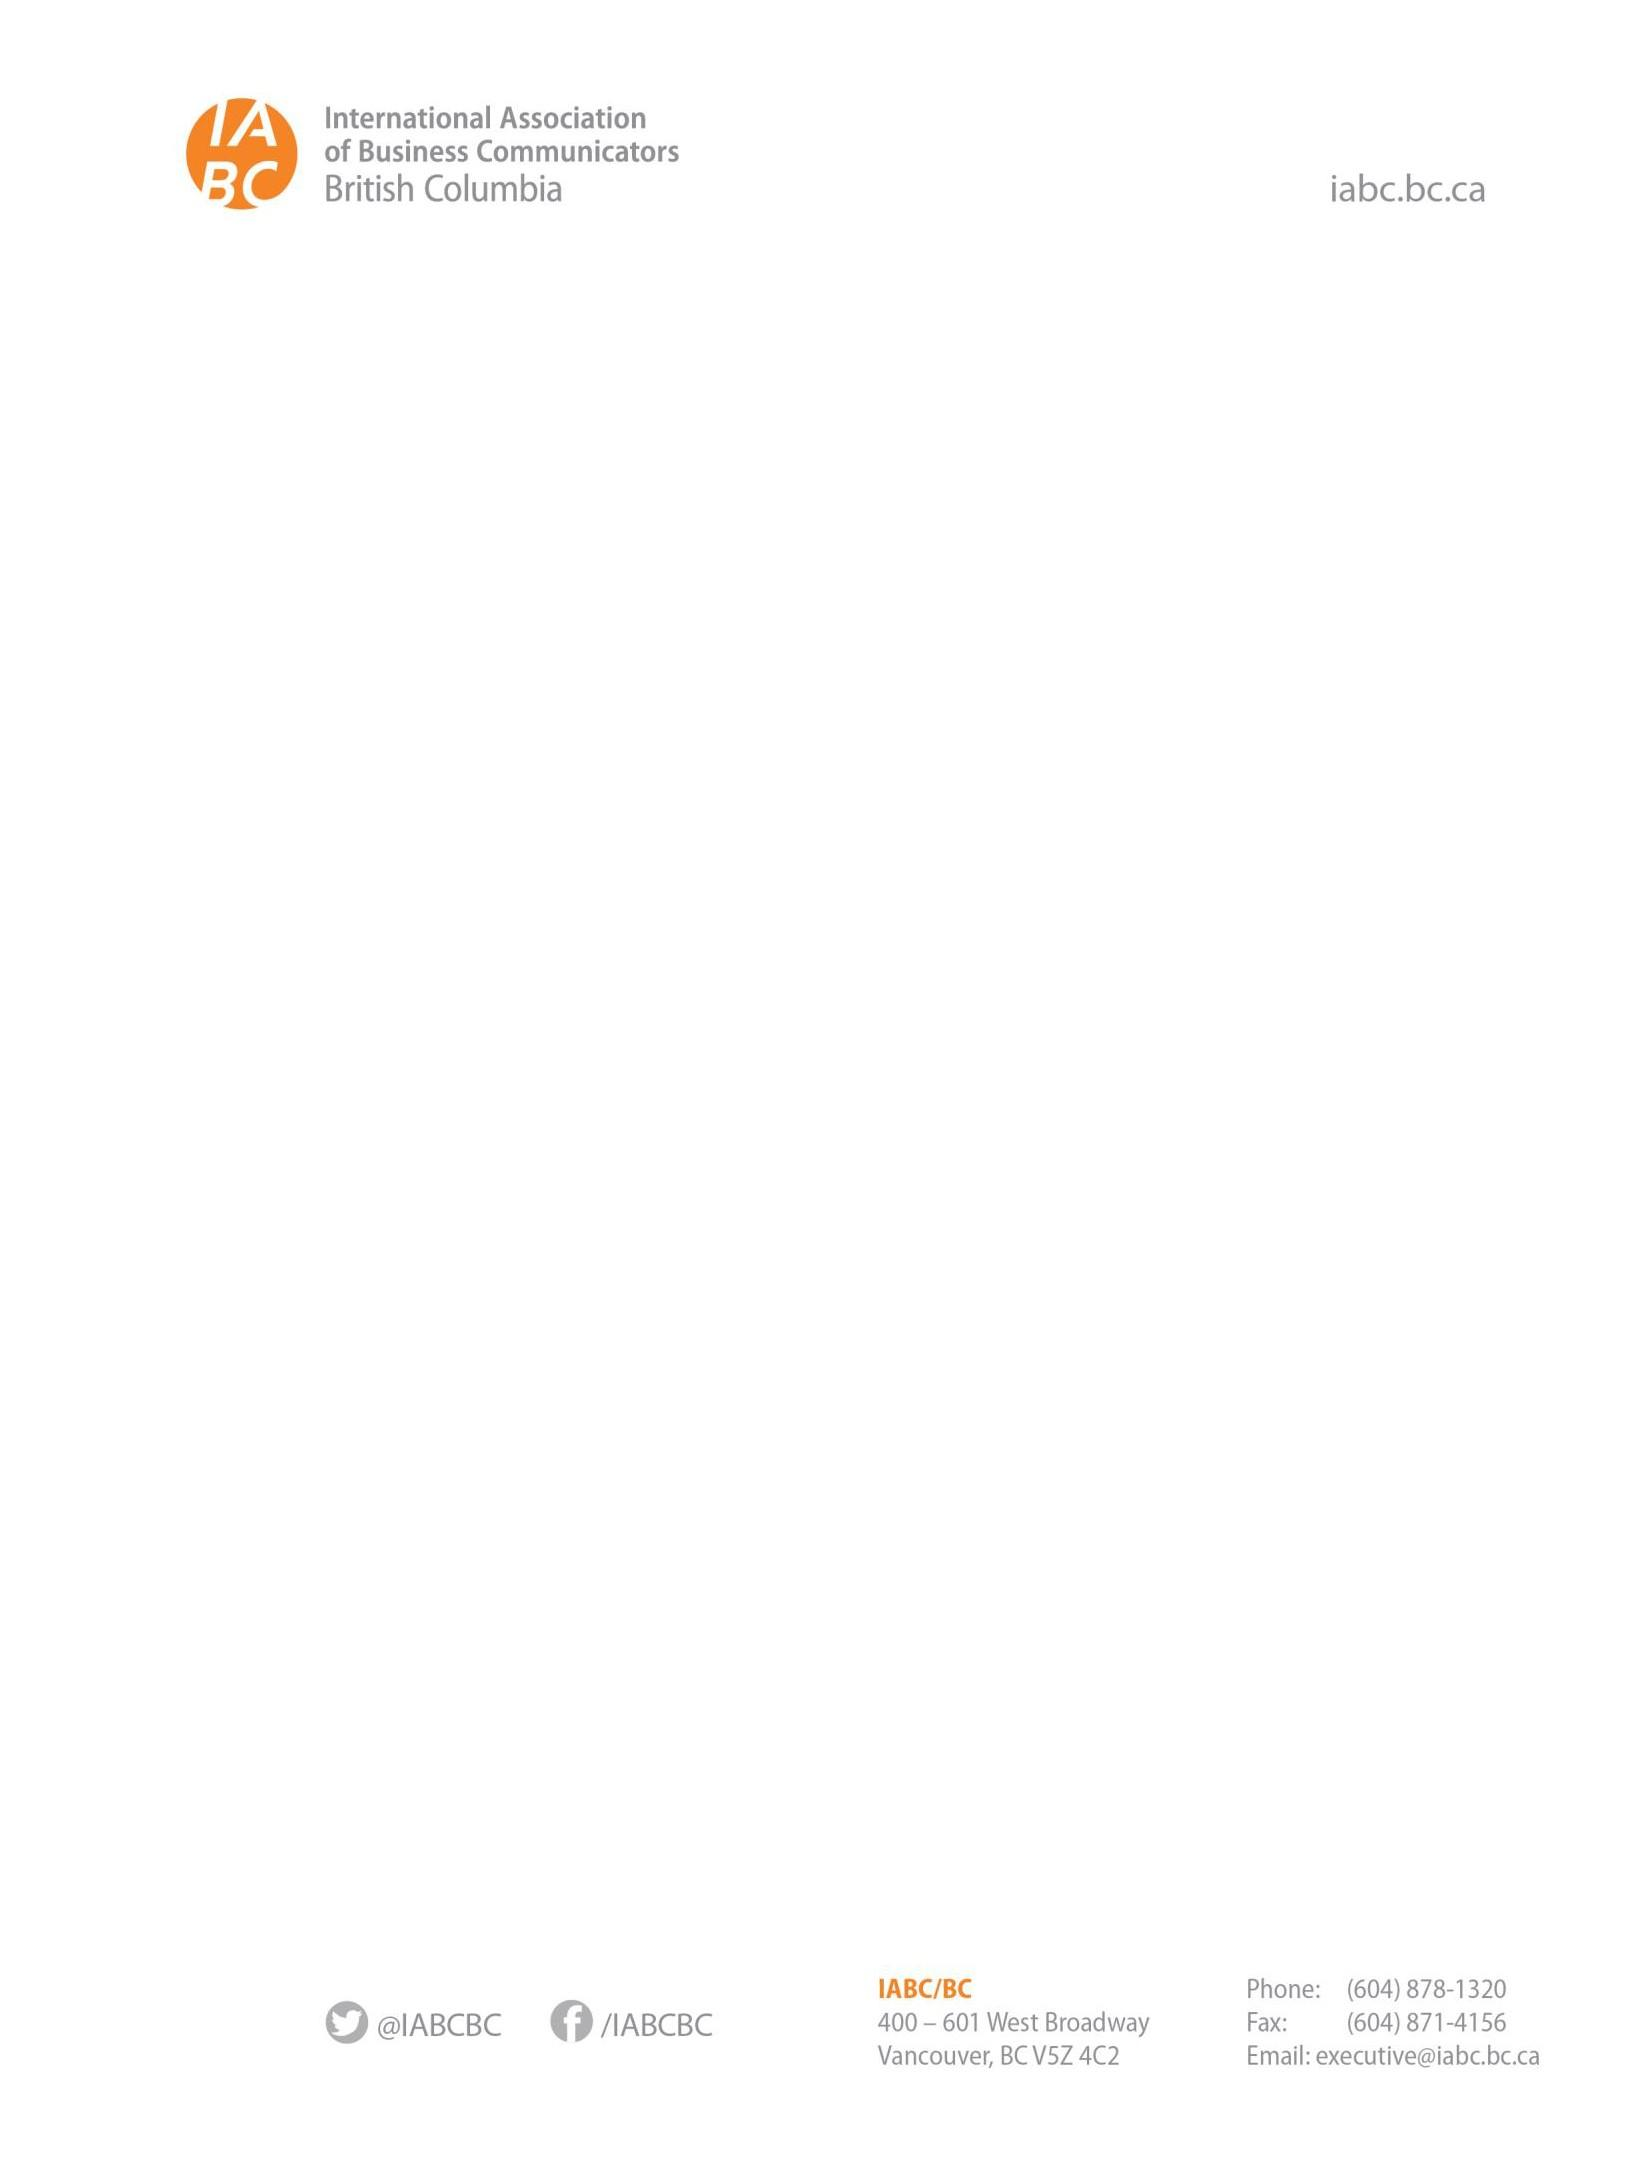 IA
BC
International Association
of Business Communicators
British Columbia
iabc.bc.ca
@IABCBC
/IABCBC
IABC/BC
400 – 601 West Broadway
Vancouver, BC V5Z 4C2
Phone: (604) 878-1320
Fax: (604) 871-4156
Email: executive@iabc.bc.ca